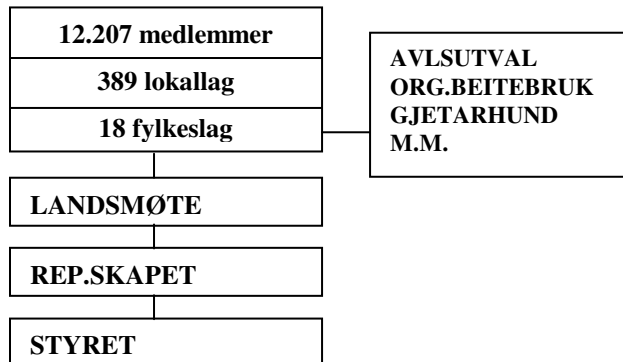 12.207 medlemmer
389 lokallag
18 fylkeslag
AVLSUTVAL
ORG.BEITEBRUK
GJETARHUND
M.M.
LANDSMØTE
REP.SKAPET
STYRET